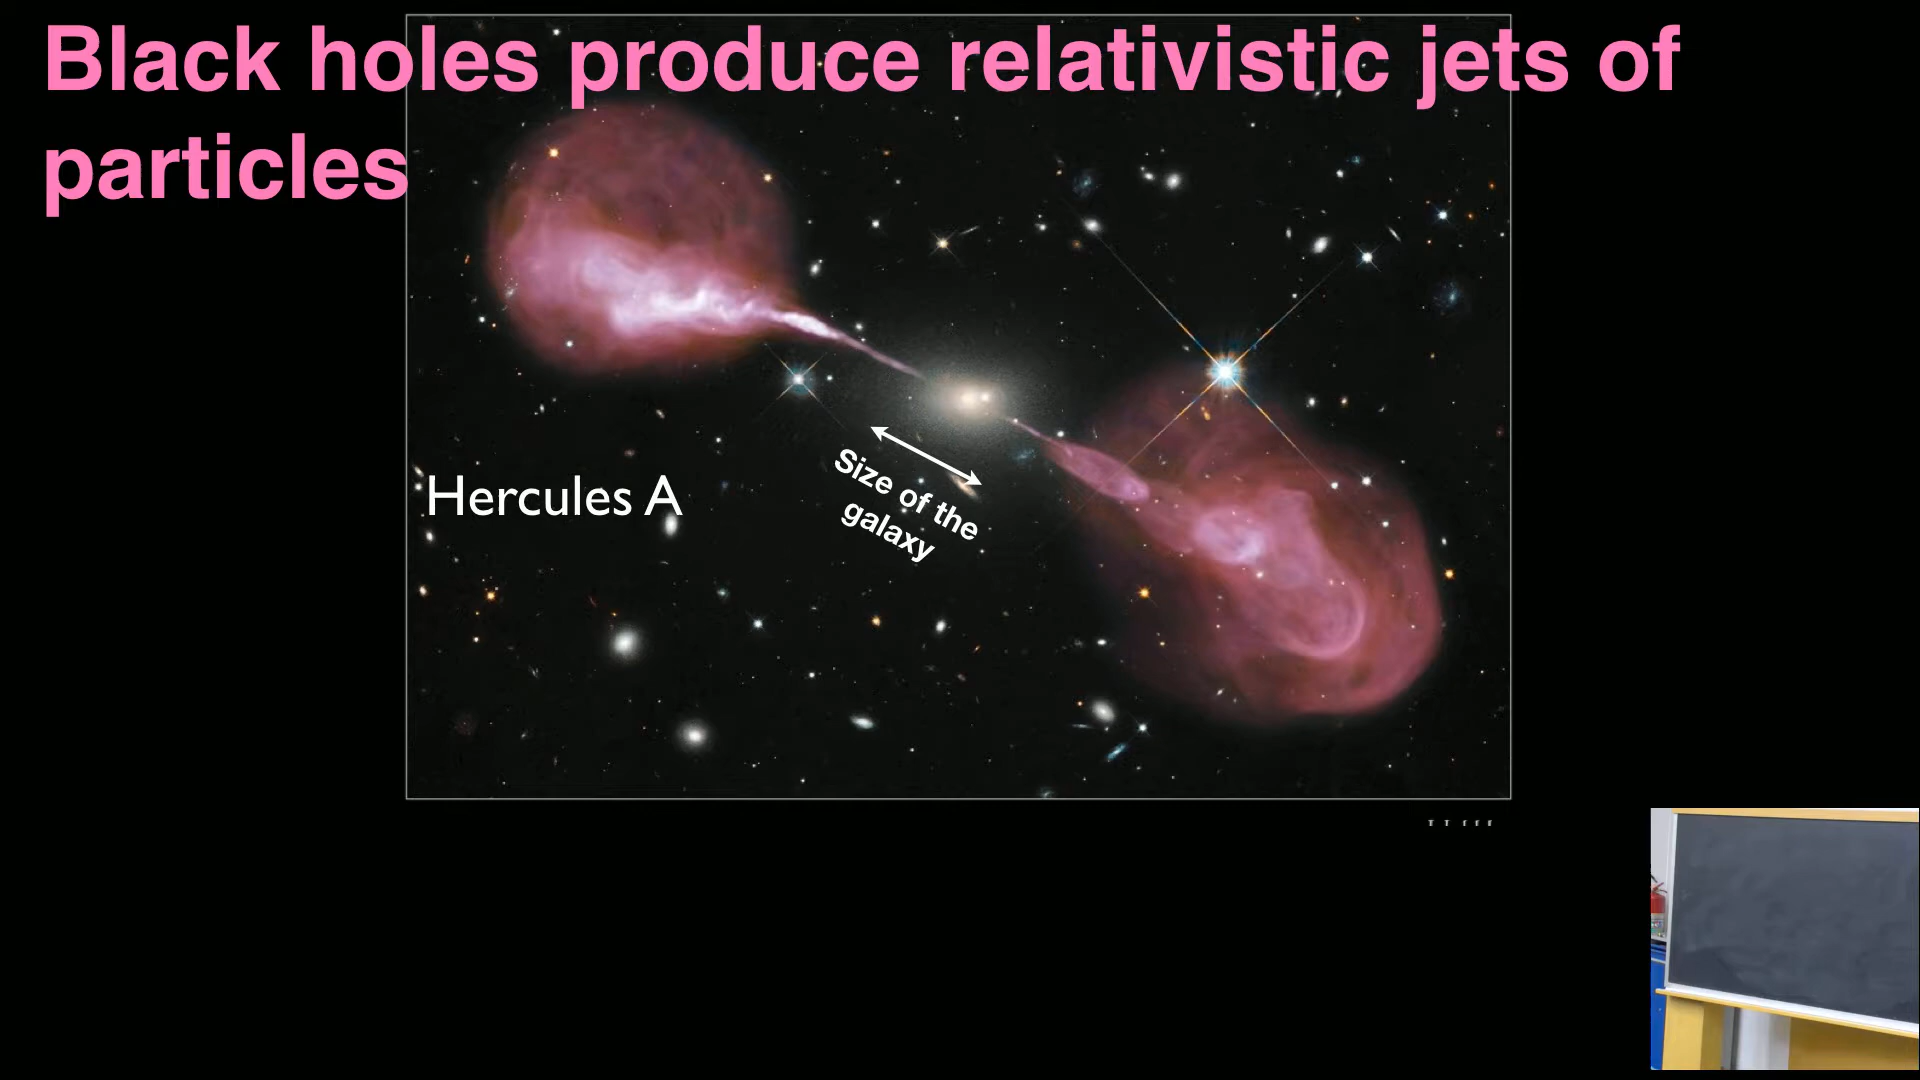 Black holes produce relativistic jets of
particles
Hercules A
Size of the
galaxy